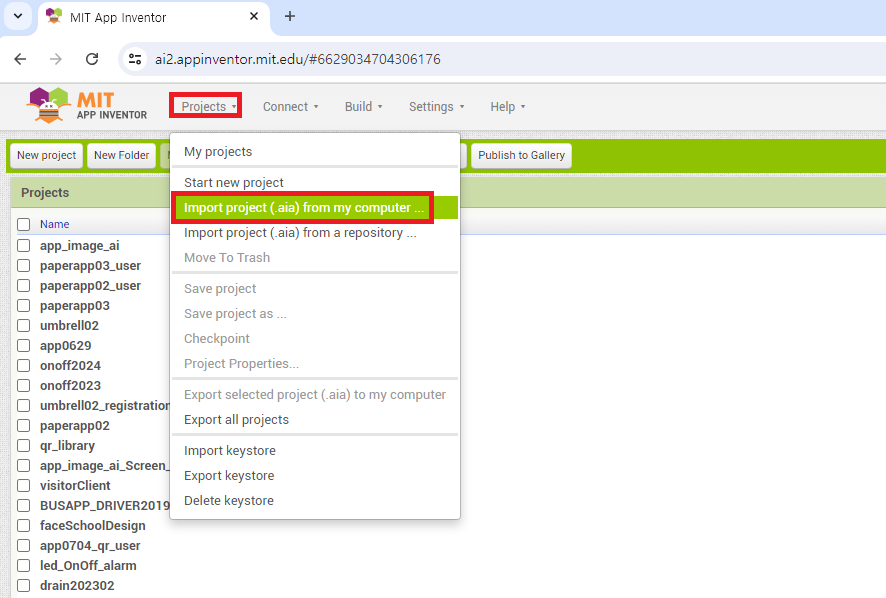 MIT App Inventor
ai2.appinventor.mit.edu/#6629034704306176
MIT
APP INVENTOR
Projects
Connect
Build
Settings
Help
New project
New Folder
Publish to Gallery
Projects
Name
app_image_ai
paperapp03_user
paperapp02_user
paperapp03
umbrell02
app0629
onoff2024
onoff2023
umbrell02_registration
paperapp02
qr_library
app_image_ai_Screen_
visitorClient
BUSAPP_DRIVER2019
faceSchoolDesign
app0704_qr_user
led_OnOff_alarm
drain202302
My projects
Start new project
Import project (.aia) from my computer ...
Import project (.aia) from a repository ...
Move To Trash
Save project
Save project as ...
Checkpoint
Project Properties...
Export selected project (.aia) to my computer
Export all projects
Import keystore
Export keystore
Delete keystore